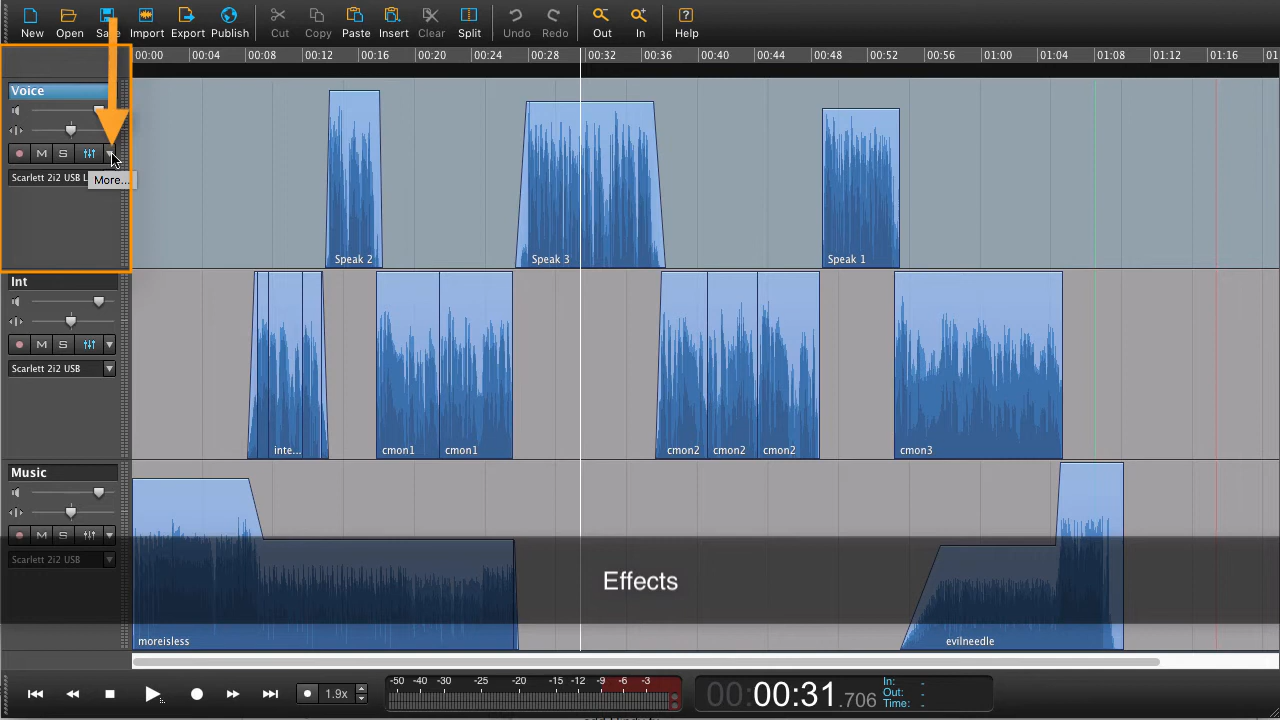 New Open Save Import Export Publish Cut Copy Paste Insert Clear Split Undo Redo Out In Help
00:00 00:04 00:08 00:12 00:16 00:20 00:24 00:28 00:32 00:36 00:40 00:44 00:48 00:52 00:56 01:00 01:04 01:08 01:12 01:16 01
Voice
M S
Scarlett 2i2 USB L
More...
Speak 2 Speak 3 Speak 1
Int
M S
Scarlett 2i2 USB
inte... cmon1 cmon1 cmon2 cmon2 cmon2 cmon3
Music
M S
Scarlett 2i2 USB
Effects
moreisless evilneedle
1.9x
-50 -40 -30 -25 -20 -15 -12 -9 -6 -3
00:00:31.706
In: -
Out: -
Time: -